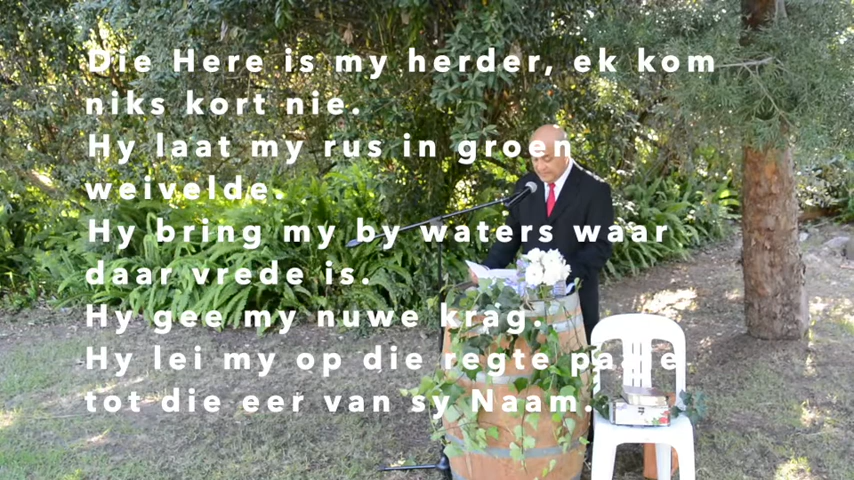 Die Here is my herder, ek kom
niks kort nie.
Hy laat my rus in groen
weivelde.
Hy bring my by waters waar
daar vrede is.
Hy gee my nuwe krag.
Hy lei my op die regte paaie
tot die eer van sy Naam.